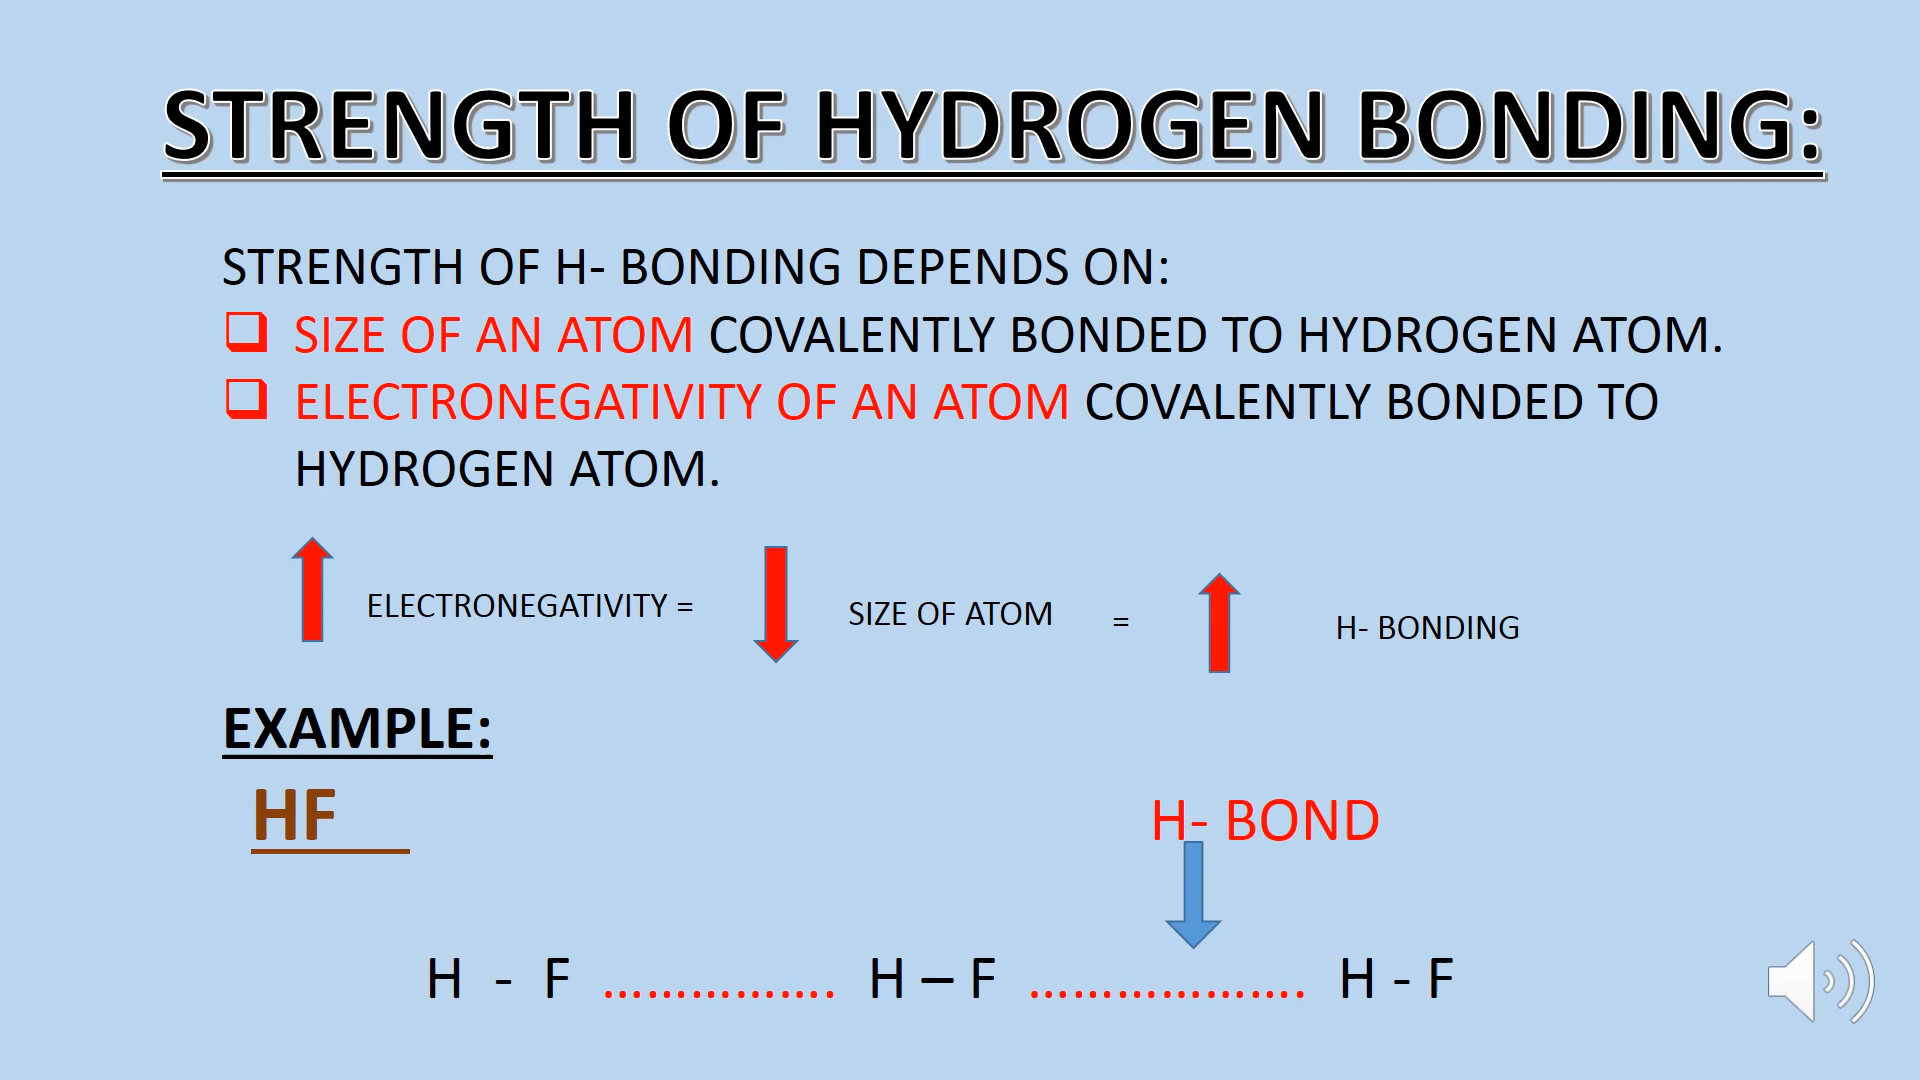 STRENGTH OF HYDROGEN BONDING:
STRENGTH OF H- BONDING DEPENDS ON:
SIZE OF AN ATOM COVALENTLY BONDED TO HYDROGEN ATOM.
ELECTRONEGATIVITY OF AN ATOM COVALENTLY BONDED TO
HYDROGEN ATOM.
ELECTRONEGATIVITY = SIZE OF ATOM = H- BONDING
EXAMPLE:
HF
H- BOND
H - F ................ H – F ................... H - F